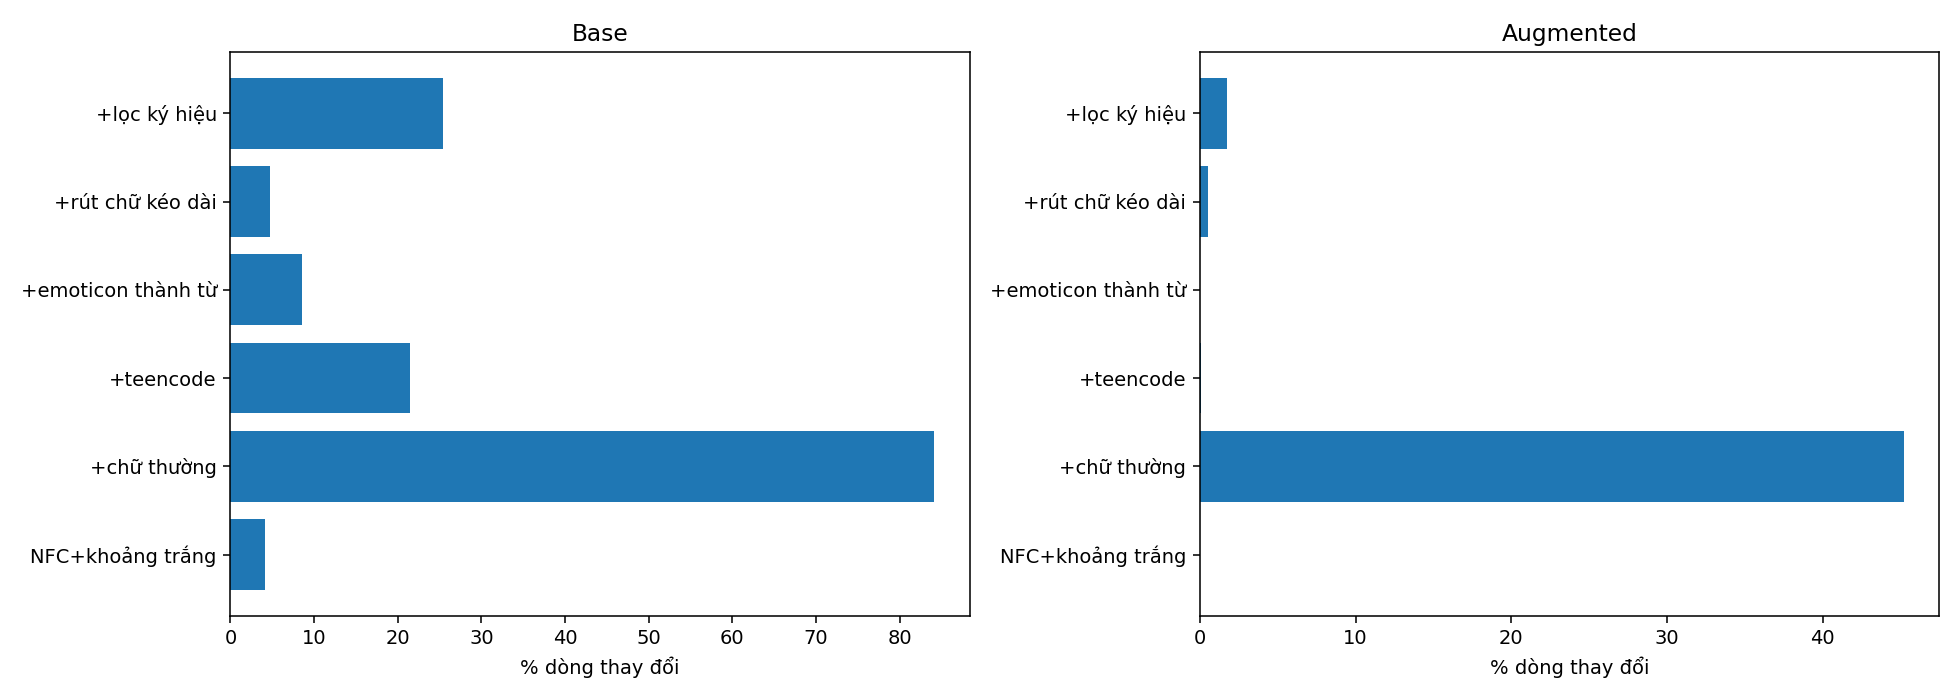 Base
+lọc ký hiệu
+rút chữ kéo dài
+emoticon thành từ
+teencode
+chữ thường
NFC+khoảng trắng
0 10 20 30 40 50 60 70 80
% dòng thay đổi
Augmented
+lọc ký hiệu
+rút chữ kéo dài
+emoticon thành từ
+teencode
+chữ thường
NFC+khoảng trắng
0 10 20 30 40
% dòng thay đổi